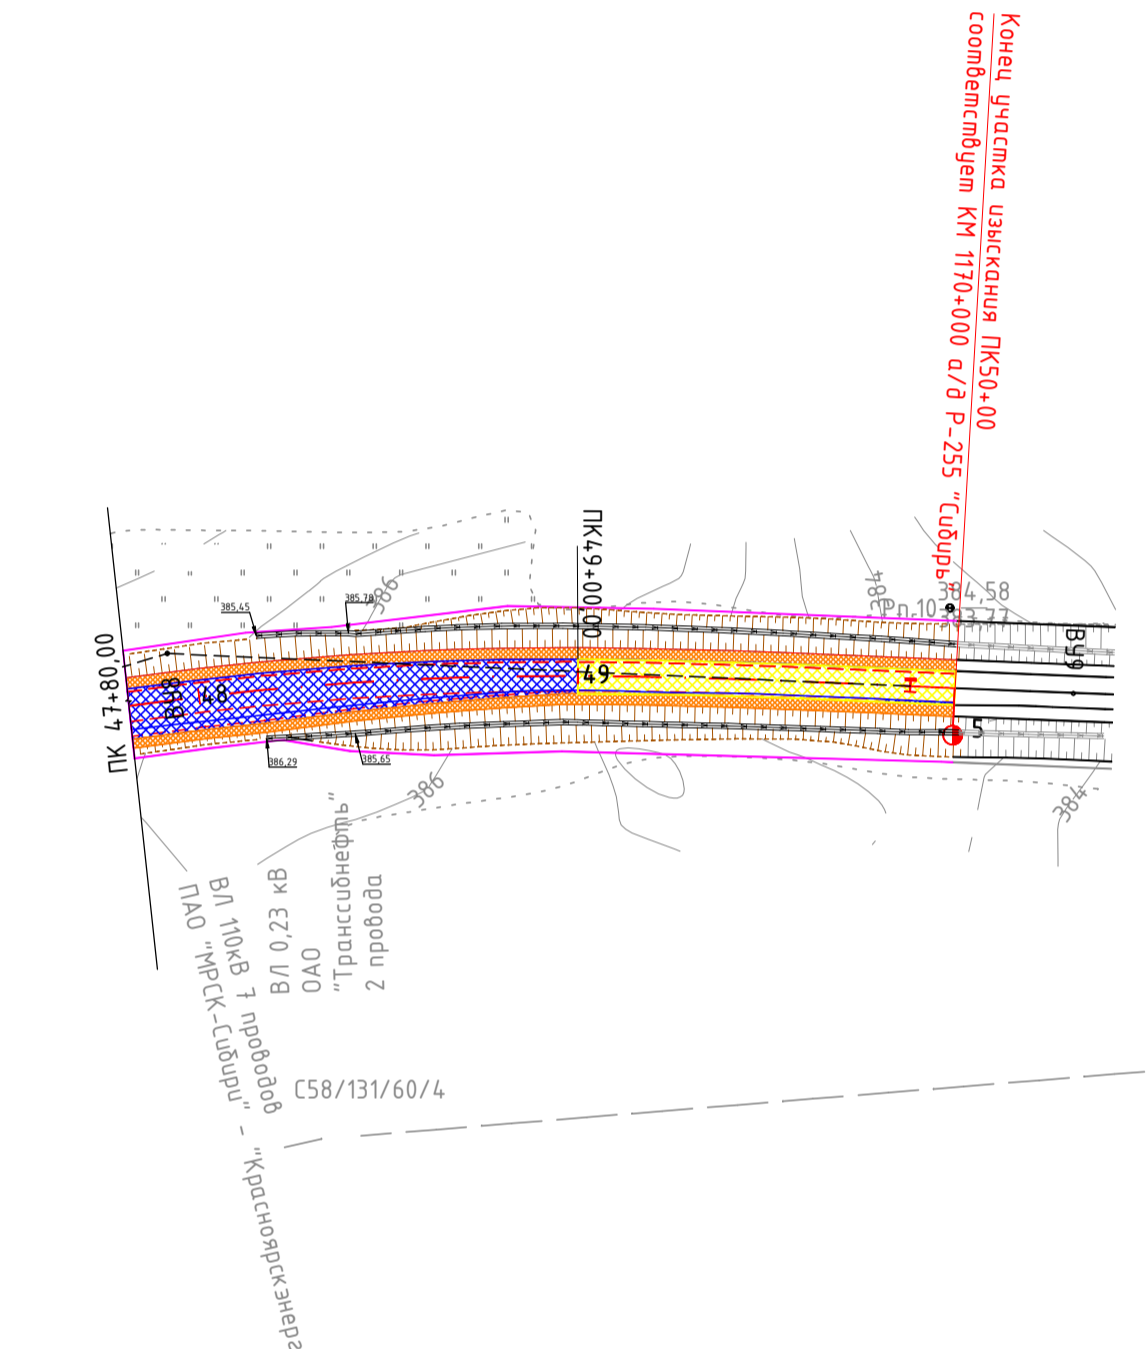 Конец участка изыскания ПК50+00
соответствует КМ 1170+000 а/д Р-255 "Сибирь"
ПК49+00,00
384
384,58
Рп.10
386
385,45
385,78
ВУ9
ПК 47+80,00
ВУ8
48
49
5
386,29
385,65
386
384
ВЛ 0,23 кВ
ОАО
"Транссибнефть"
2 провода
ВЛ 110кВ 7 проводов
ПАО "МРСК-Сибири" - "Красноярскэнерг
С58/131/60/4